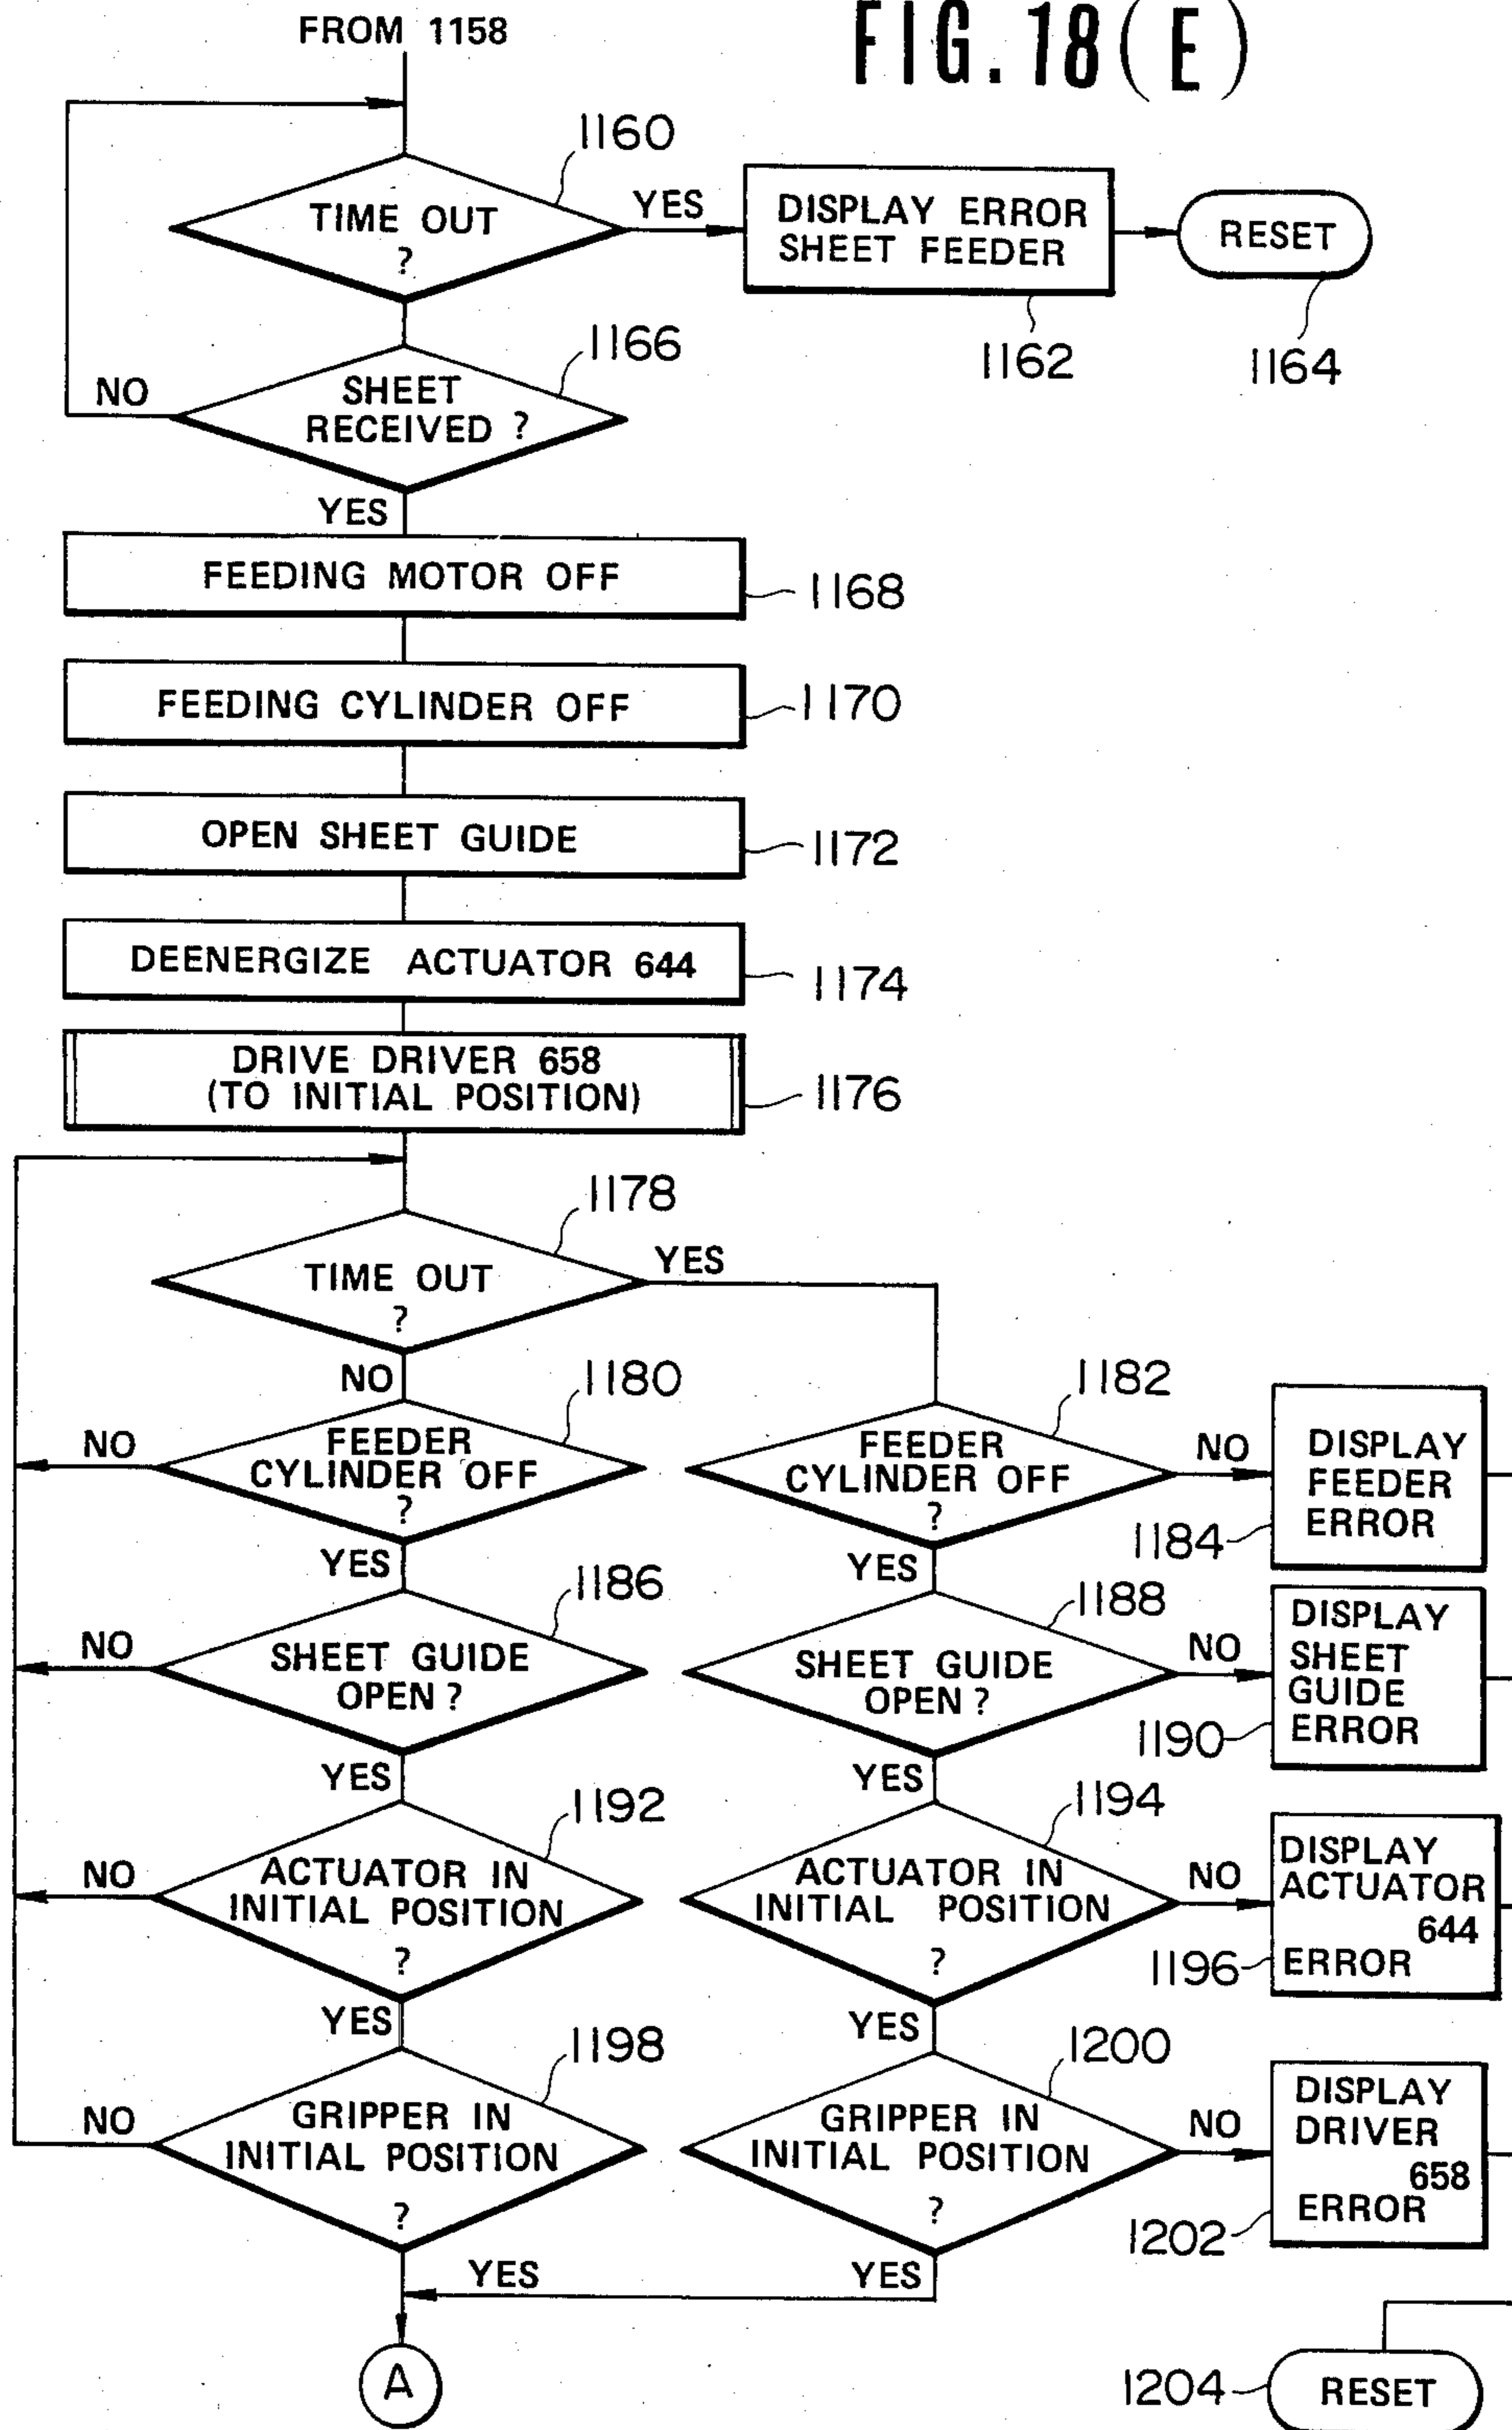 FROM 1158
FIG. 18(E)
1160
TIME OUT
?
YES
DISPLAY ERROR
SHEET FEEDER
RESET
1162
1164
1166
SHEET
RECEIVED ?
NO
YES
FEEDING MOTOR OFF
1168
FEEDING CYLINDER OFF
1170
OPEN SHEET GUIDE
1172
DEENERGIZE ACTUATOR 644
1174
DRIVE DRIVER 658
(TO INITIAL POSITION)
1176
1178
TIME OUT
?
YES
NO
1180
FEEDER
CYLINDER OFF
?
NO
YES
1182
FEEDER
CYLINDER OFF
?
NO
YES
DISPLAY
FEEDER
ERROR
1184
1186
SHEET GUIDE
OPEN ?
NO
YES
1188
SHEET GUIDE
OPEN ?
NO
YES
DISPLAY
SHEET
GUIDE
ERROR
1190
1192
ACTUATOR IN
INITIAL POSITION
?
NO
YES
1194
ACTUATOR IN
INITIAL POSITION
?
NO
YES
DISPLAY
ACTUATOR
644
ERROR
1196
1198
GRIPPER IN
INITIAL POSITION
?
NO
YES
1200
GRIPPER IN
INITIAL POSITION
?
NO
YES
DISPLAY
DRIVER
658
ERROR
1202
A
1204
RESET